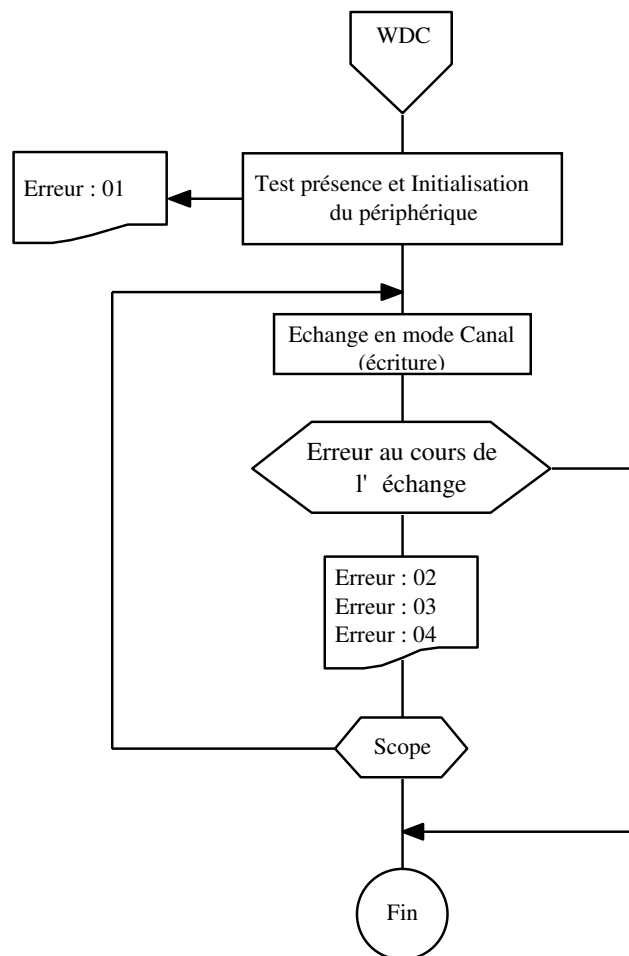 WDC
Erreur : 01
Test présence et Initialisation
du périphérique
Echange en mode Canal
(écriture)
Erreur au cours de
l' échange
Erreur : 02
Erreur : 03
Erreur : 04
Scope
Fin